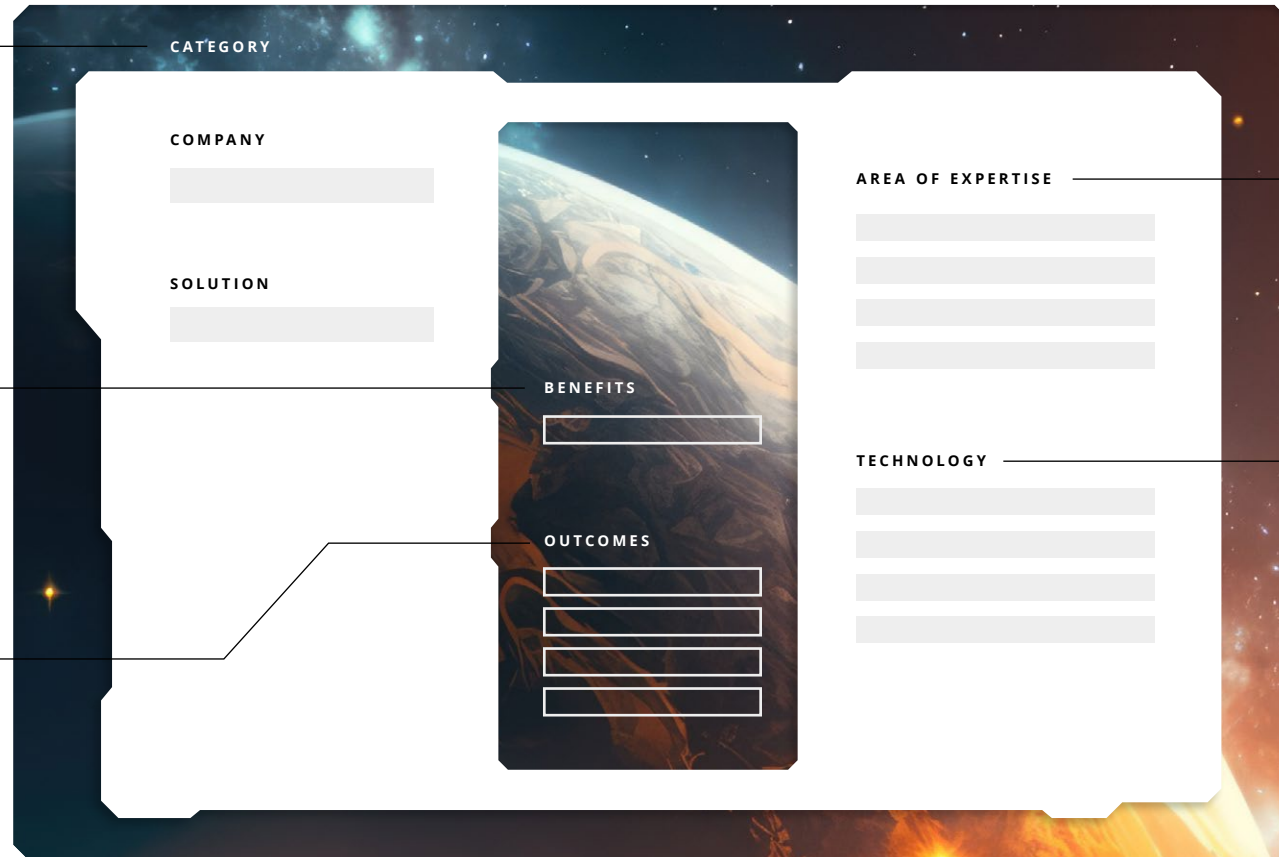 CATEGORY
COMPANY
SOLUTION
BENEFITS
OUTCOMES
AREA OF EXPERTISE
TECHNOLOGY